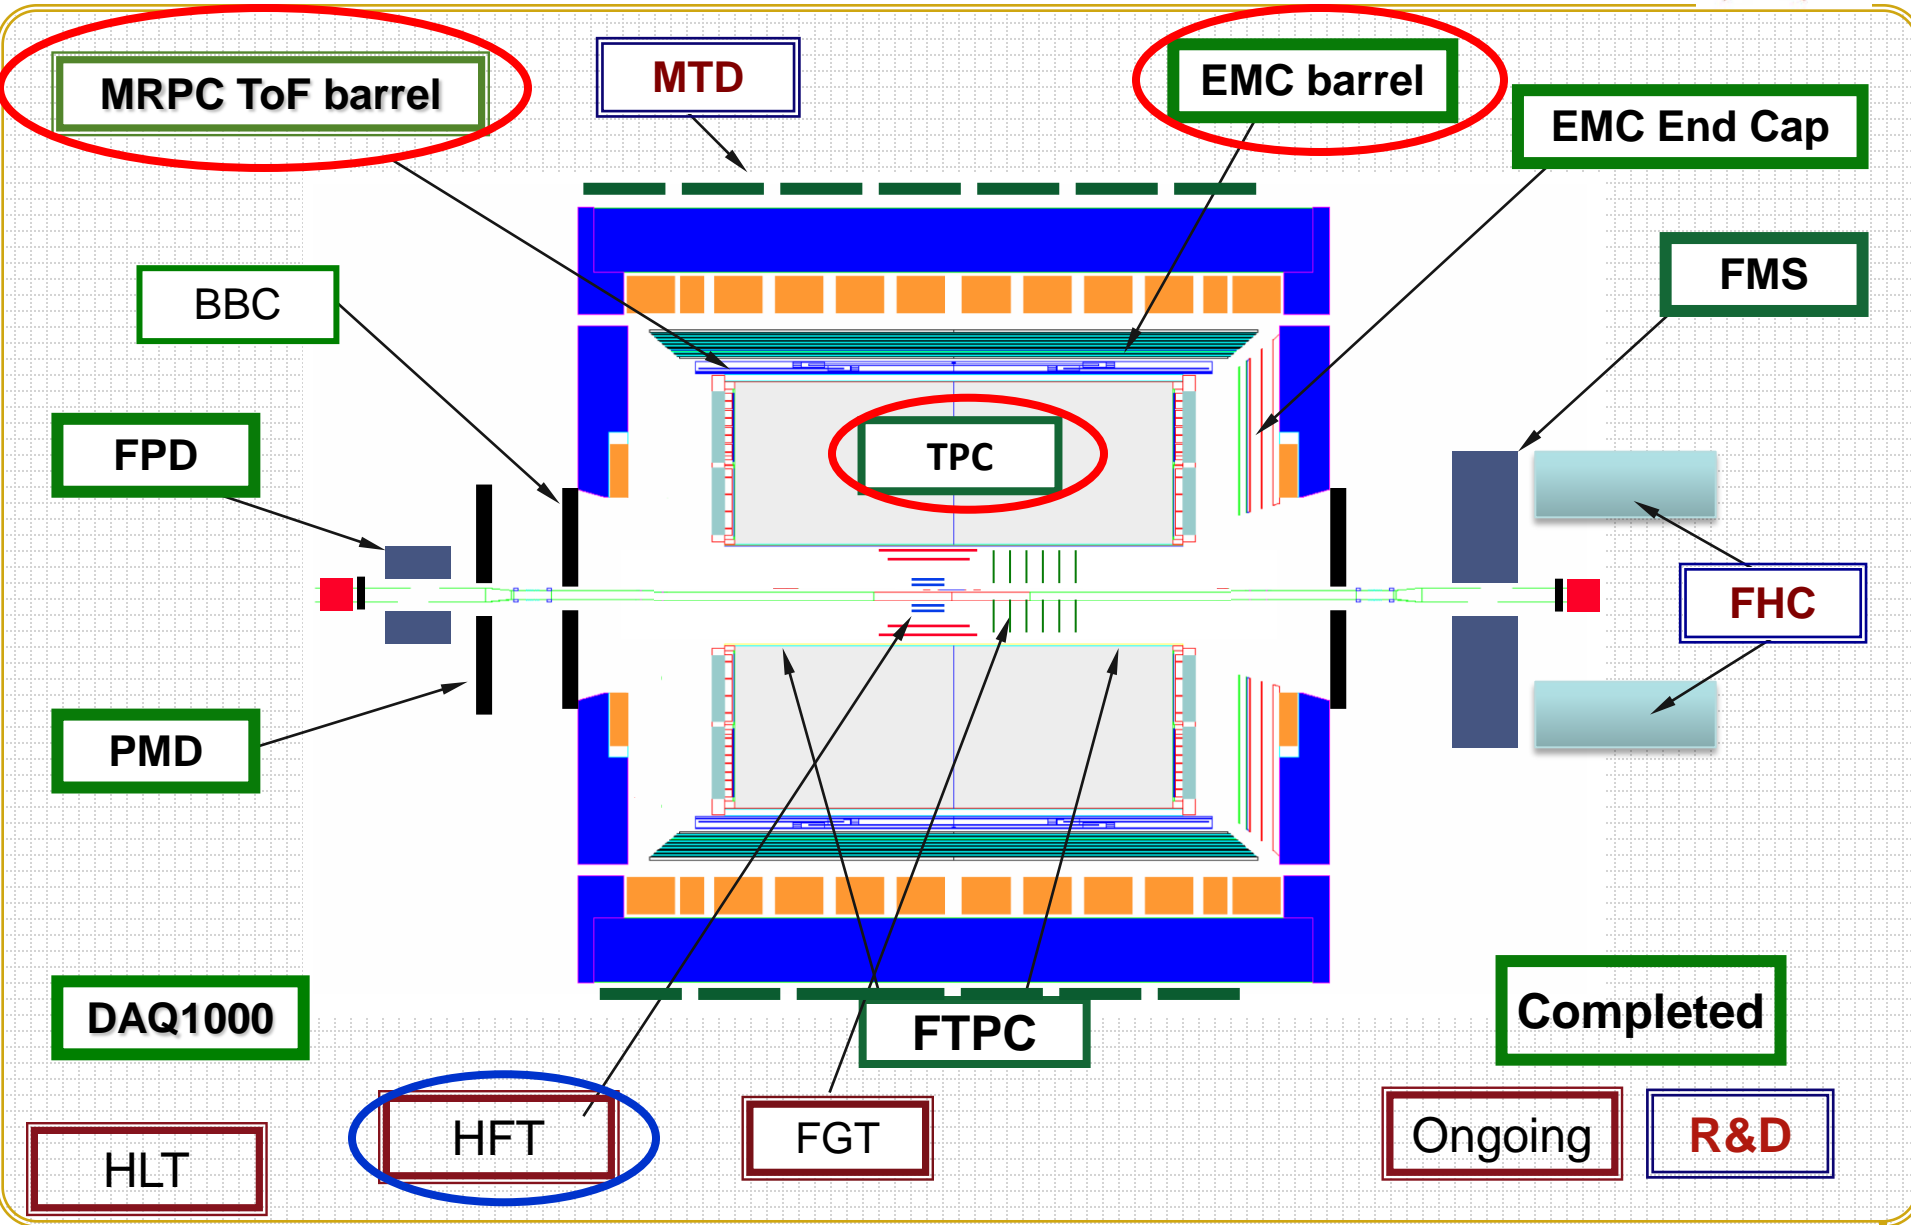 MRPC ToF barrel
MTD
EMC barrel
EMC End Cap
BBC
FMS
FPD
TPC
FHC
PMD
DAQ1000
FTPC
Completed
HLT
HFT
FGT
Ongoing
R&D